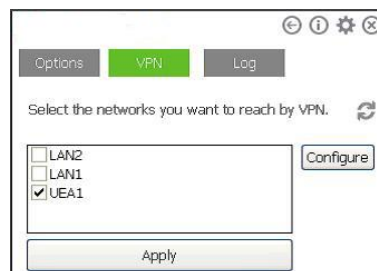 Options VPN Log
Select the networks you want to reach by VPN.
LAN2
LAN1
UEA1
Configure
Apply